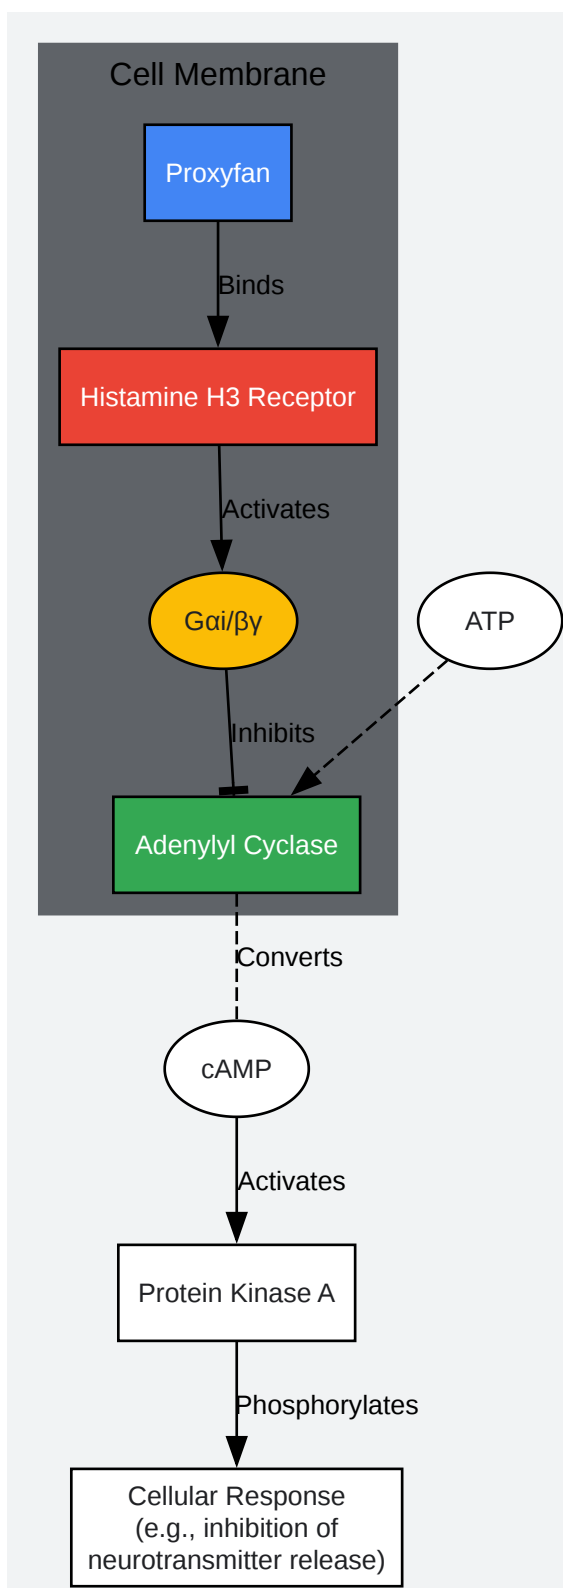 Cell Membrane
Proxyfan
Binds
Histamine H3 Receptor
Activates
Gαi/βγ
ATP
Inhibits
Adenylyl Cyclase
Converts
cAMP
Activates
Protein Kinase A
Phosphorylates
Cellular Response
(e.g., inhibition of
neurotransmitter release)